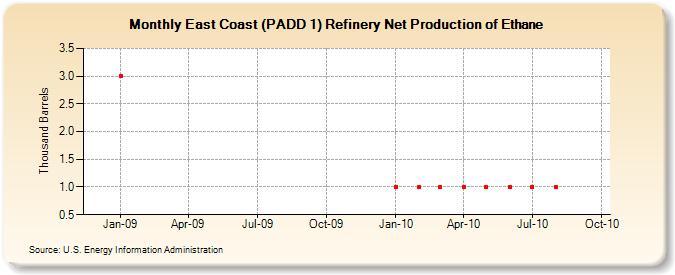 Monthly East Coast (PADD 1) Refinery Net Production of Ethane
Thousand Barrels
3.5
3.0
2.5
2.0
1.5
1.0
0.5
Jan-09 Apr-09 Jul-09 Oct-09 Jan-10 Apr-10 Jul-10 Oct-10
Source: U.S. Energy Information Administration